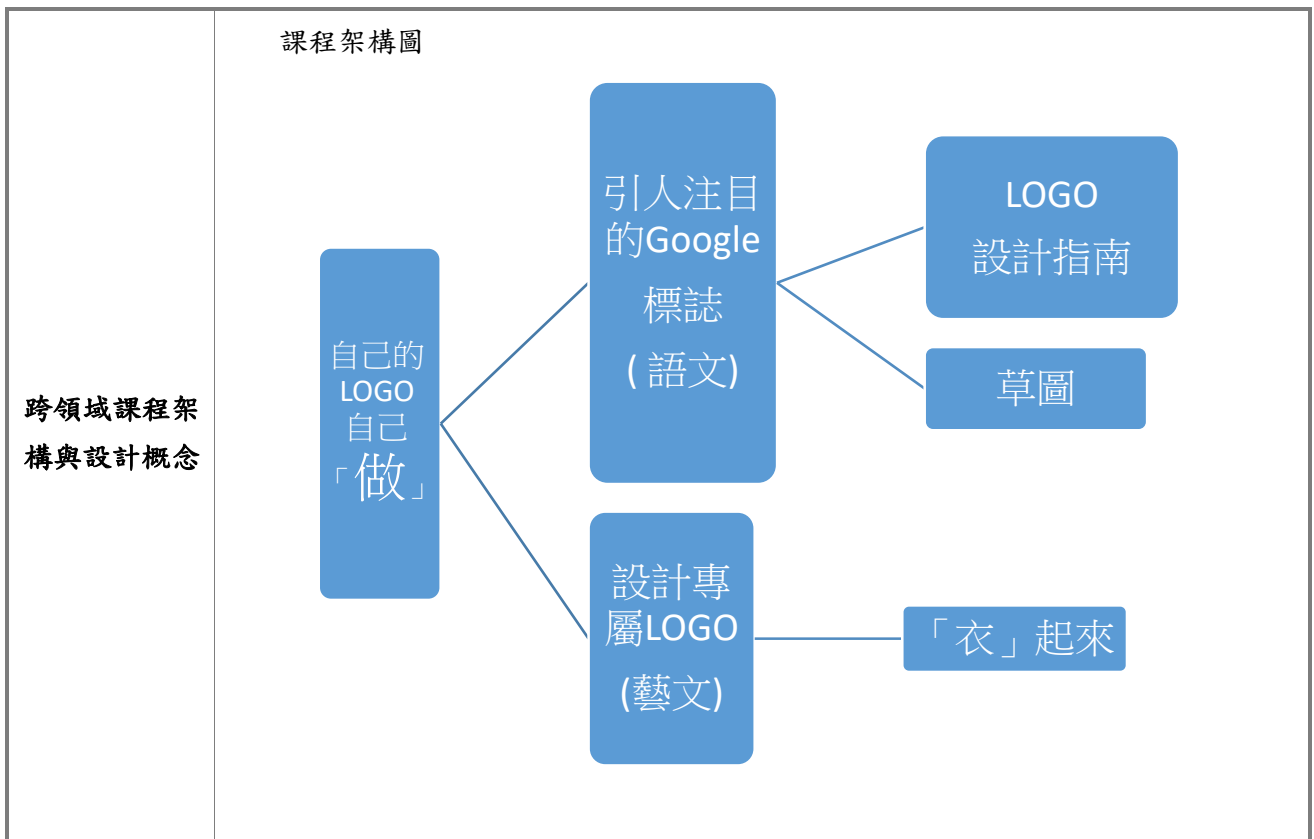 跨領域課程架
構與設計概念
課程架構圖
自己的
LOGO
自己
「做」
引人注目
的Google
標誌
( 語文)
LOGO
設計指南
草圖
設計專
屬LOGO
(藝文)
「衣」起來